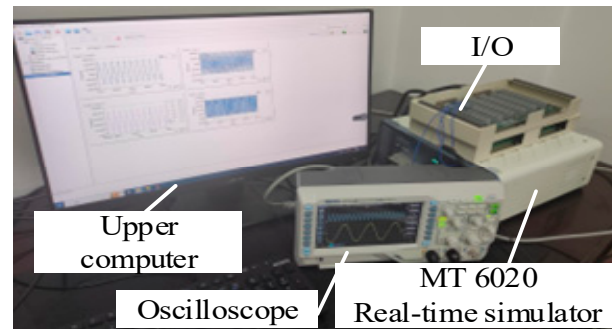 I/O
Upper
computer
Oscilloscope
MT 6020
Real-time simulator